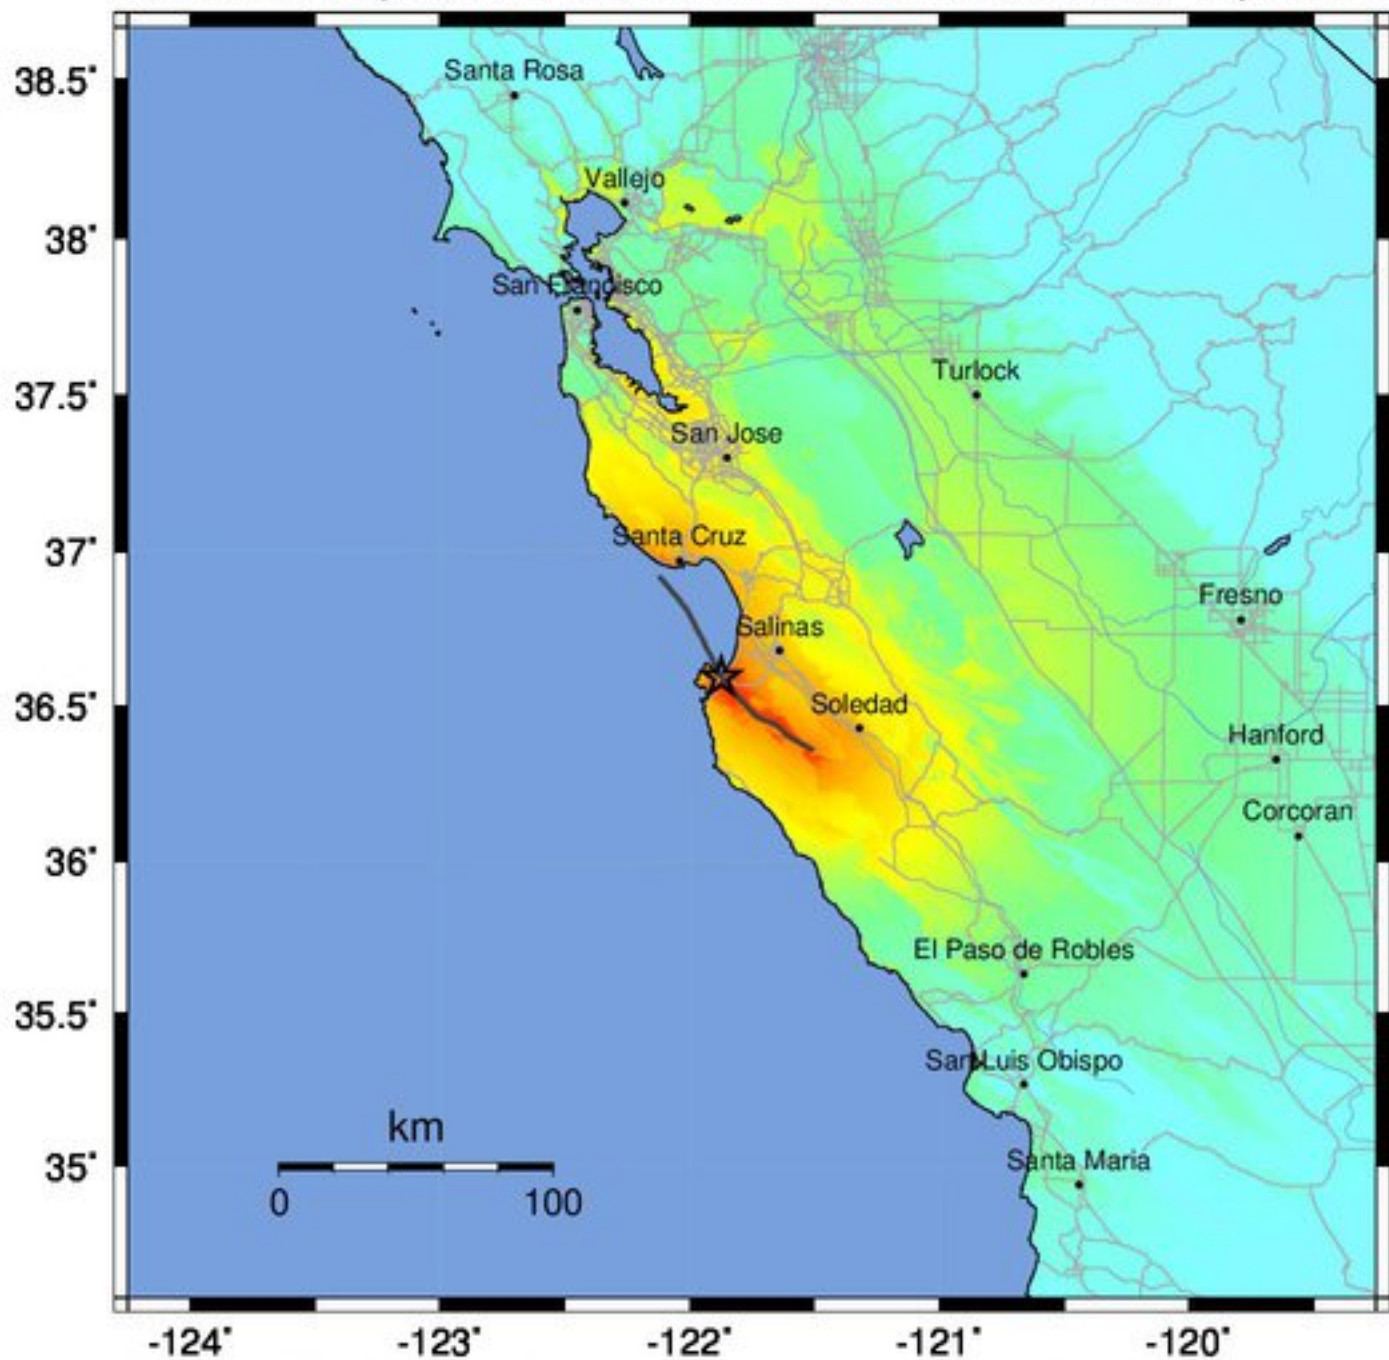 38.5°
Santa Rosa
Vallejo
38°
San Francisco
37.5°
Turlock
San Jose
37°
Santa Cruz
Fresno
Salinas
36.5°
Soledad
Hanford
Corcoran
36°
El Paso de Robles
35.5°
San Luis Obispo
km
35°
Santa Maria
0 100
-124° -123° -122° -121° -120°